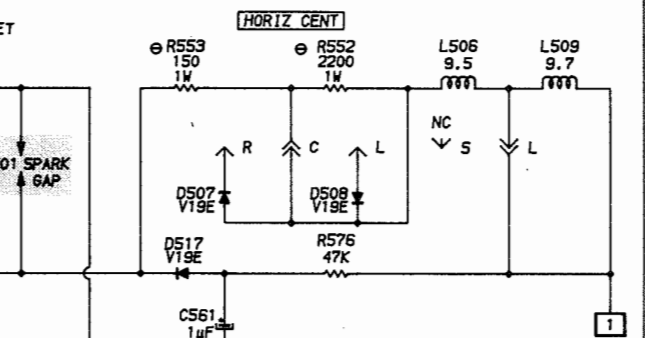 ET
HORIZ CENT
⊖ R553
150
1W
⊖ R552
2200
1W
L506
9.5
L509
9.7
NC
R
C
L
S
L
01 SPARK
GAP
D507
V19E
D508
V19E
D517
V19E
R576
47K
C561
1µF
+
1